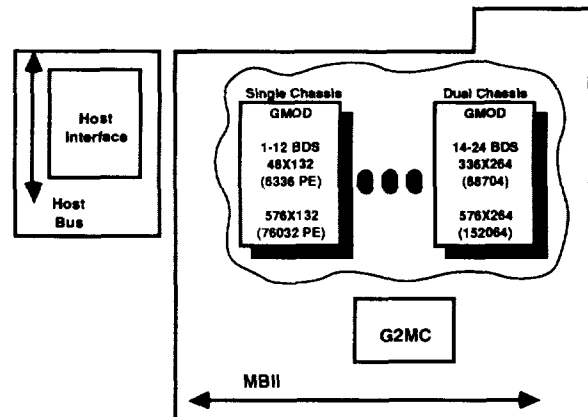 Host
Interface
Host
Bus
Single Chassis
GMOD
1-12 BDS
48X132
(6336 PE)
576X132
(76032 PE)
Dual Chassis
GMOD
14-24 BDS
336X264
(88704)
576X264
(152064)
G2MC
MBII